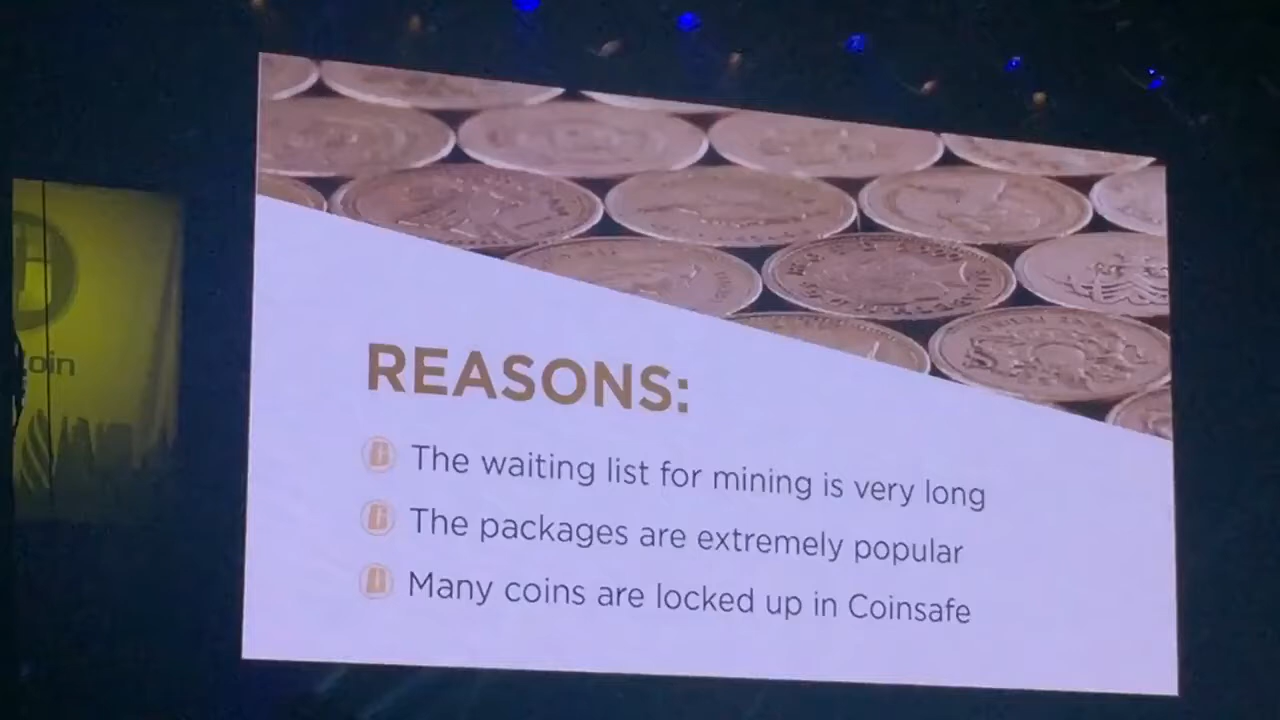 REASONS:
The waiting list for mining is very long
The packages are extremely popular
Many coins are locked up in Coinsafe
oin